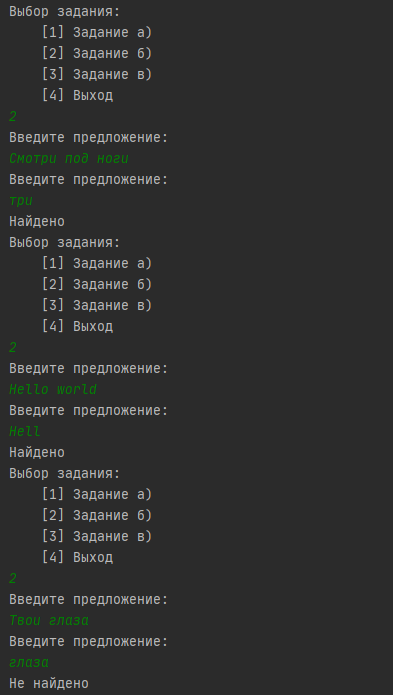 Выбор задания:
[1] Задание а)
[2] Задание б)
[3] Задание в)
[4] Выход
2
Введите предложение:
Смотри под ноги
Введите предложение:
три
Найдено
Выбор задания:
[1] Задание а)
[2] Задание б)
[3] Задание в)
[4] Выход
2
Введите предложение:
Hello world
Введите предложение:
Hell
Найдено
Выбор задания:
[1] Задание а)
[2] Задание б)
[3] Задание в)
[4] Выход
2
Введите предложение:
Твои глаза
Введите предложение:
глаза
Не найдено